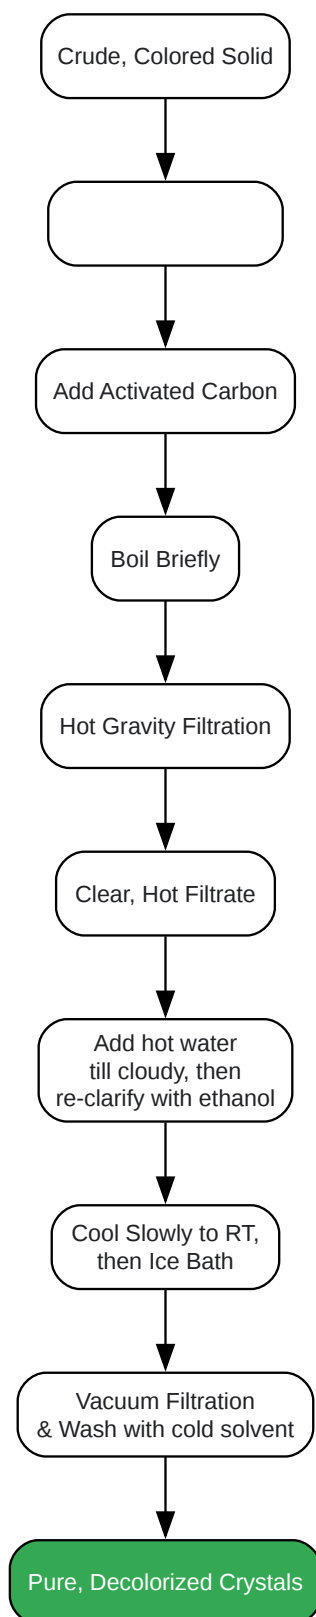 Crude, Colored Solid
Add Activated Carbon
Boil Briefly
Hot Gravity Filtration
Clear, Hot Filtrate
Add hot water
till cloudy, then
re-clarify with ethanol
Cool Slowly to RT,
then Ice Bath
Vacuum Filtration
& Wash with cold solvent
Pure, Decolorized Crystals